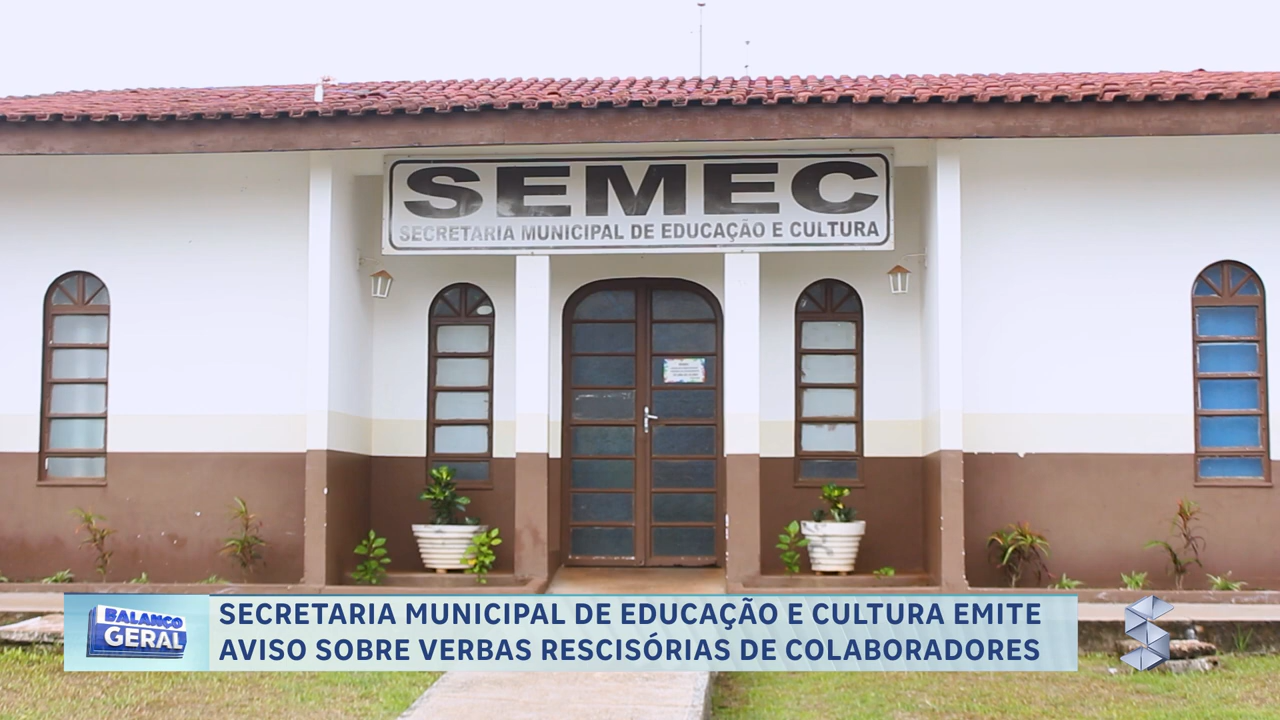 SEMEC
SECRETARIA MUNICIPAL DE EDUCAÇÃO E CULTURA
BALANÇO
GERAL
SECRETARIA MUNICIPAL DE EDUCAÇÃO E CULTURA EMITE
AVISO SOBRE VERBAS RESCISÓRIAS DE COLABORADORES